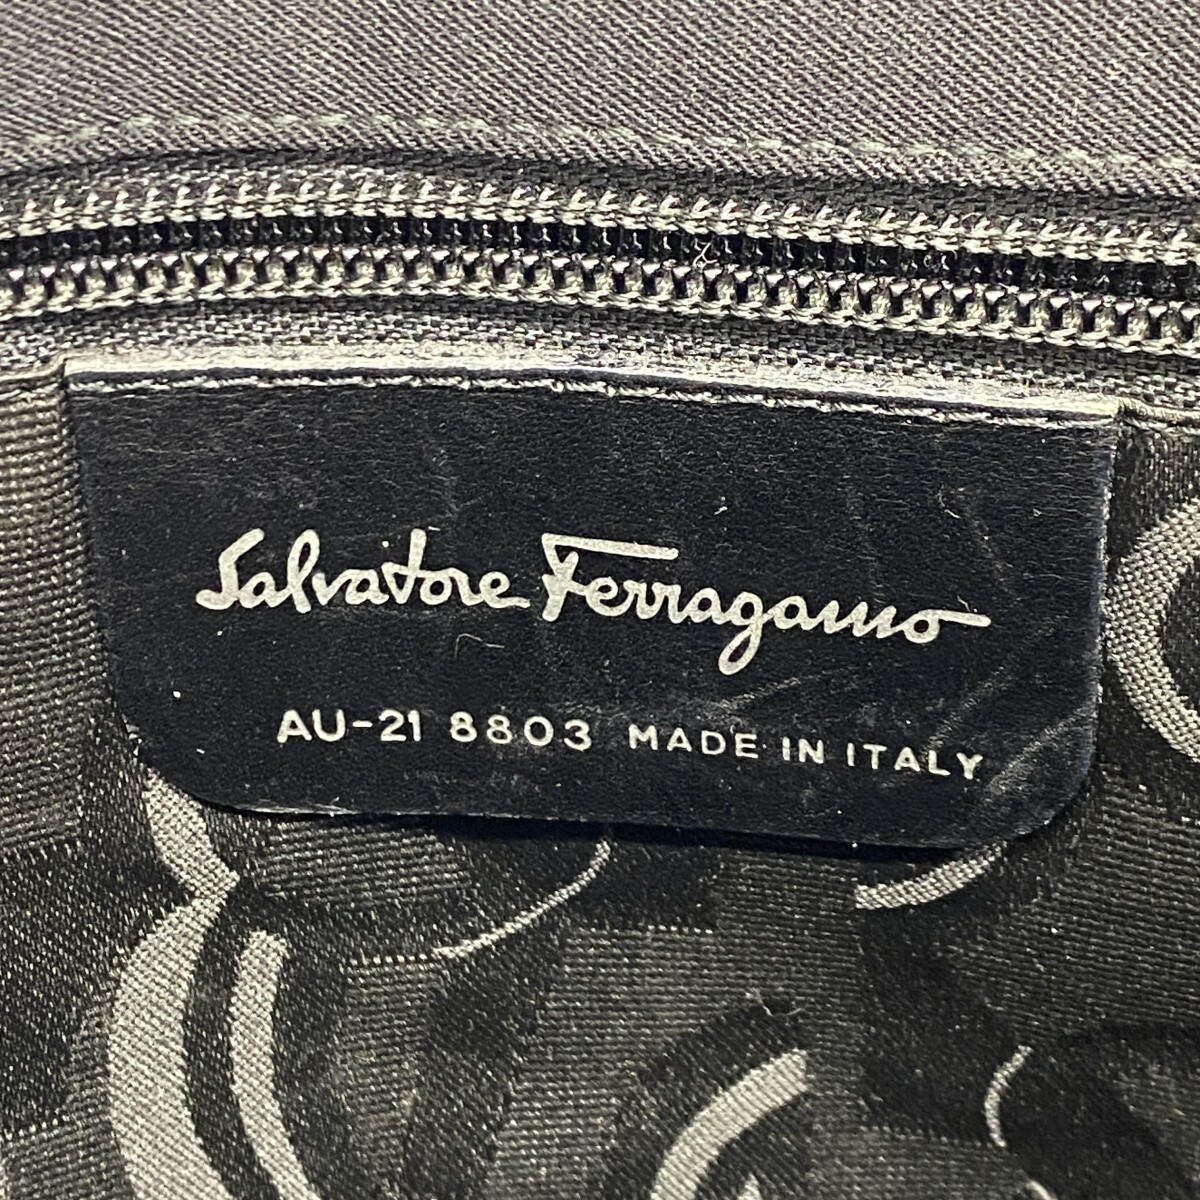 Salvatore Ferragamo
AU-21 8803 MADE IN ITALY